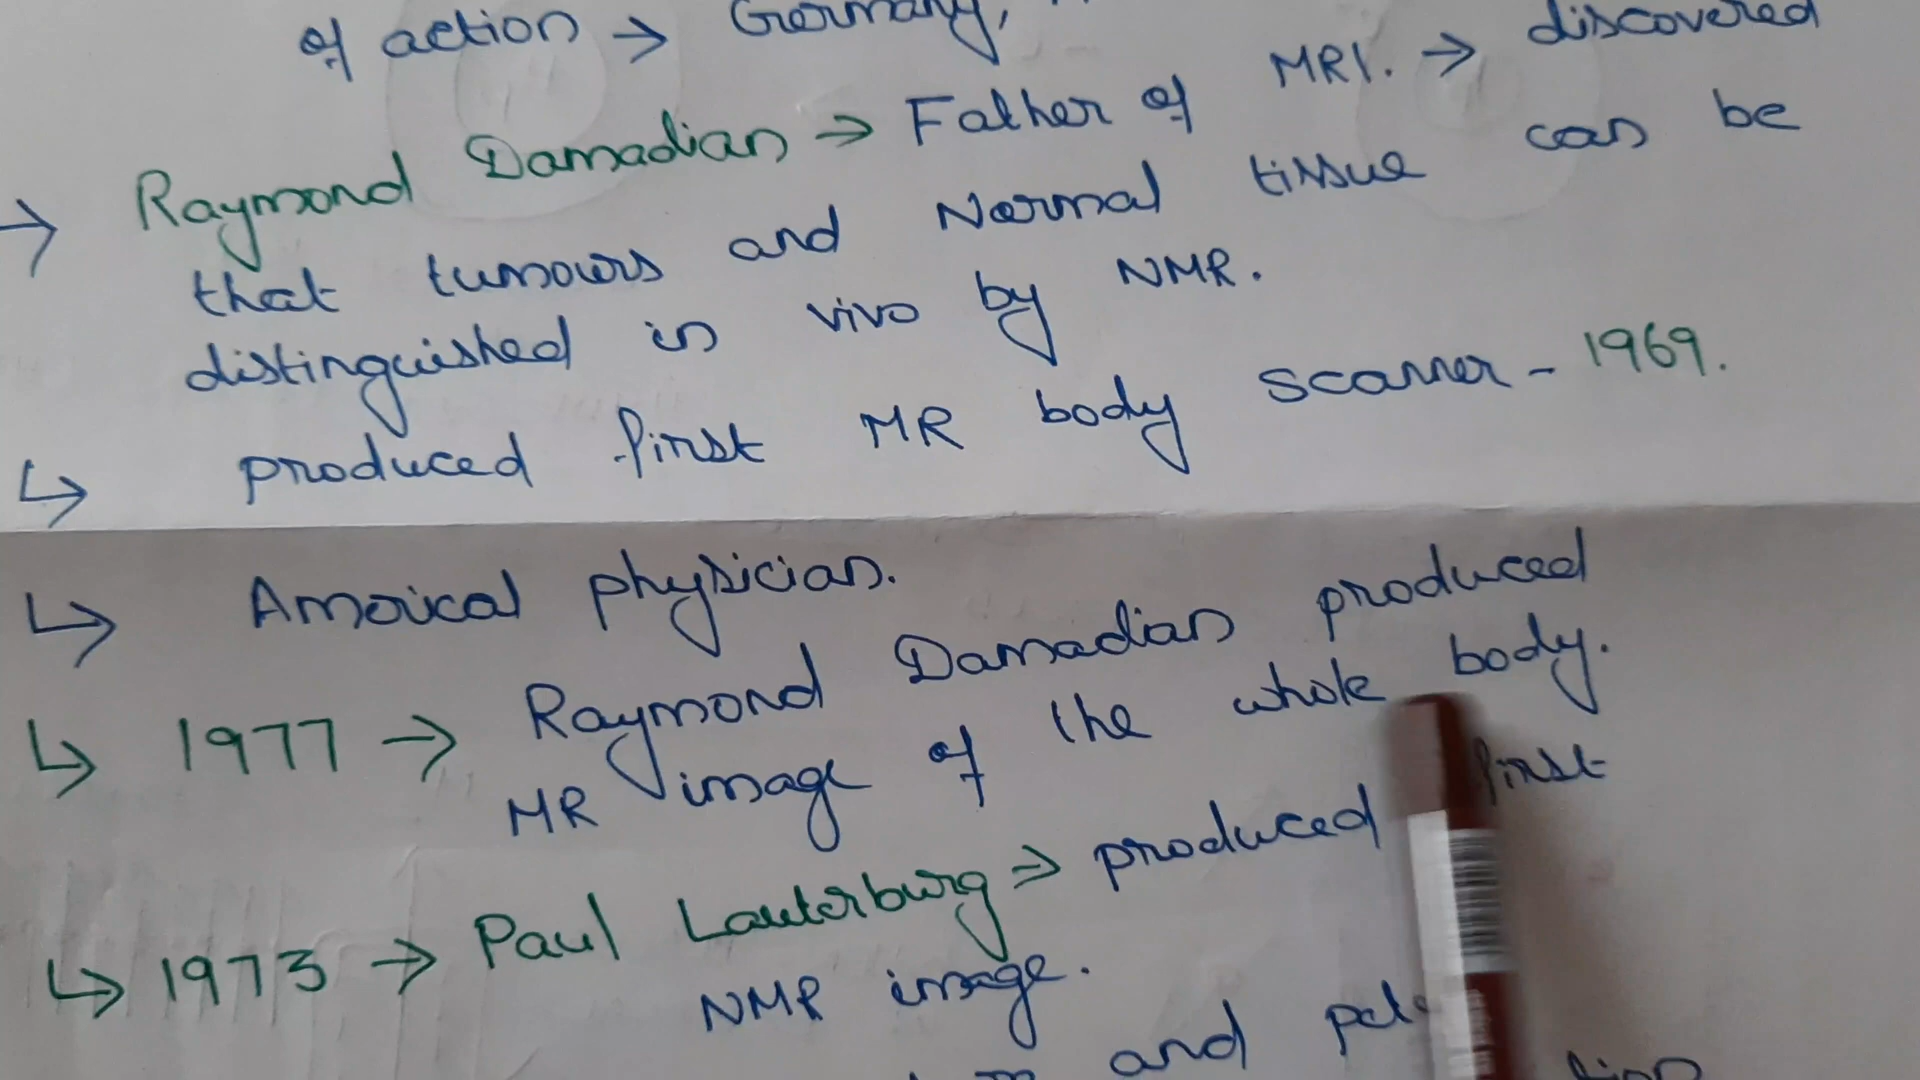 of action → Germany,
→ Raymond Damadian → Father of MRI. → discovered
that tumours and Normal tissue can be
distinguished in vivo by NMR.
↳ produced first MR body scanner - 1969.
↳ Americal physician.
↳ 1977 → Raymond Damadian produced
MR image of the whole body.
↳ 1973 → Paul Lauterburg → produced first
NMR image.
and